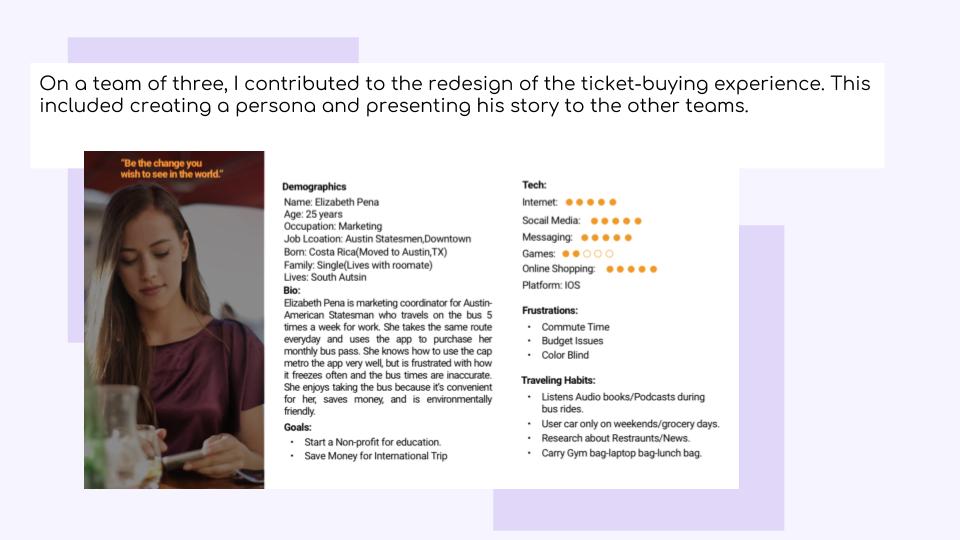 On a team of three, I contributed to the redesign of the ticket-buying experience. This
included creating a persona and presenting his story to the other teams.
“Be the change you
wish to see in the world.”
Demographics
Name: Elizabeth Pena
Age: 25 years
Occupation: Marketing
Job Lcoation: Austin Statesmen,Downtown
Born: Costa Rica(Moved to Austin,TX)
Family: Single(Lives with roomate)
Lives: South Autsin
Bio:
Elizabeth Pena is marketing coordinator for Austin-
American Statesman who travels on the bus 5
times a week for work. She takes the same route
everyday and uses the app to purchase her
monthly bus pass. She knows how to use the cap
metro the app very well, but is frustrated with how
it freezes often and the bus times are inaccurate.
She enjoys taking the bus because it's convenient
for her, saves money, and is environmentally
friendly.
Goals:
• Start a Non-profit for education.
• Save Money for International Trip
Tech:
Internet:
Socail Media:
Messaging:
Games:
Online Shopping:
Platform: IOS
Frustrations:
• Commute Time
• Budget Issues
• Color Blind
Traveling Habits:
• Listens Audio books/Podcasts during
bus rides.
• User car only on weekends/grocery days.
• Research about Restraunts/News.
• Carry Gym bag-laptop bag-lunch bag.